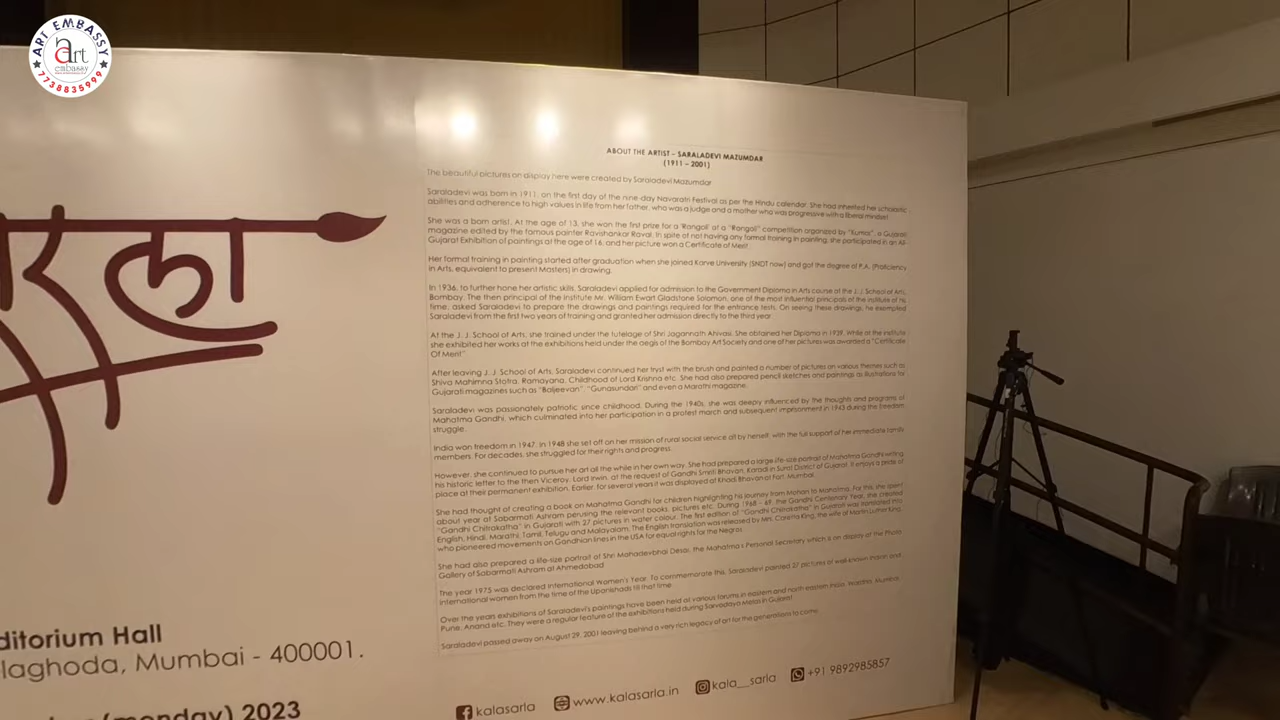 ART EMBASSY
art
embassy
7738835999
ABOUT THE ARTIST – SARALADEVI MAZUMDAR
(1911 – 2001)
The beautiful pictures on display here were created by Saraladevi Mazumdar
Saraladevi was born in 1911, on the first day of the nine-day Navaratri Festival as per the Hindu calendar. She had inherited her scholastic
abilities and adherence to high values in life from her father, who was a judge and a mother who was progressive with a liberal mindset
She was a born artist. At the age of 13, she won the first prize for a "Rangoli" at a "Rangoli" competition organized by "Kumar", a Gujarati
magazine edited by the famous painter Ravishankar Raval. In spite of not having any formal training in painting, she participated in an All-
Gujarat Exhibition of paintings at the age of 16, and her picture won a Certificate of Merit
Her formal training in painting started after graduation when she joined Karve University (SNDT now) and got the degree of P.A. (Proficiency
in Arts, equivalent to present Masters) in drawing.
In 1936, to further hone her artistic skills, Saraladevi applied for admission to the Government Diploma in Arts course at the J. J. School of Arts,
Bombay. The then principal of the institute Mr. William Ewart Gladstone Solomon, one of the most influential principals of the institute of his
time, asked Saraladevi to prepare the drawings and paintings required for the entrance tests. On seeing these drawings, he exempted
Saraladevi from the first two years of training and granted her admission directly to the third year.
At the J. J. School of Arts, she trained under the tutelage of Shri Jagannath Ahivasi. She obtained her Diploma in 1939. While at the institute
she exhibited her works at the exhibitions held under the aegis of the Bombay Art Society and one of her pictures was awarded a "Certificate
Of Merit"
After leaving J. J. School of Arts, Saraladevi continued her tryst with the brush and painted a number of pictures on various themes such as
Shiva Mahimna Stotra, Ramayana, Childhood of Lord Krishna etc. She had also prepared pencil sketches and paintings as illustrations for
Gujarati magazines such as "Baljeevan", "Gunasundari" and even a Marathi magazine.
Saraladevi was passionately patriotic since childhood. During the 1940s, she was deeply influenced by the thoughts and programs of
Mahatma Gandhi, which culminated into her participation in a protest march and subsequent imprisonment in 1943 during the freedom
struggle.
India won freedom in 1947. In 1948 she set off on her mission of rural social service all by herself, with the full support of her immediate family
members. For decades, she struggled for their rights and progress.
However, she continued to pursue her art all the while in her own way. She had prepared a large life-size portrait of Mahatma Gandhi writing
his historic letter to the then Viceroy, Lord Irwin, at the request of Gandhi Smriti Bhavan, Karadi in Surat District of Gujarat. It enjoys a pride of
place at their permanent exhibition. Earlier, for several years it was displayed at Khadi Bhavan at Fort, Mumbai.
She had thought of creating a book on Mahatma Gandhi for children highlighting his journey from Mohan to Mahatma. For this, she spent
about year at Sabarmati Ashram perusing the relevant books, pictures etc. During 1968 - 69, the Gandhi Centenary Year, she created
"Gandhi Chitrakatha" in Gujarati with 27 pictures in water colour. The first edition of "Gandhi Chitrakatha" in Gujarati was translated into
English, Hindi, Marathi, Tamil, Telugu and Malayalam. The English translation was released by Mrs. Coretta King, the wife of Martin Luther King,
who pioneered movements on Gandhian lines in the USA for equal rights for the Negros
She had also prepared a life-size portrait of Shri Mahadevbhai Desai, the Mahatma's Personal Secretary which is on display at the Photo
Gallery of Sabarmati Ashram at Ahmedabad
The year 1975 was declared International Women's Year. To commemorate this, Saraladevi painted 27 pictures of well-known Indian and
International women from the time of the Upanishads till that time.
Over the years exhibitions of Saraladevi's paintings have been held at various forums in eastern and north eastern India, Mumbai,
Pune, Anand etc. They were a regular feature of the exhibitions held during Sarvodaya Melas in Gujarat
Saraladevi passed away on August 29, 2001 leaving behind a very rich legacy of art for the generations to come.
रला
ditorium Hall
laghoda, Mumbai - 400001.
(monday) 2023
kalasarla
www.kalasarla.in
kala__sarla
+91 9892985857